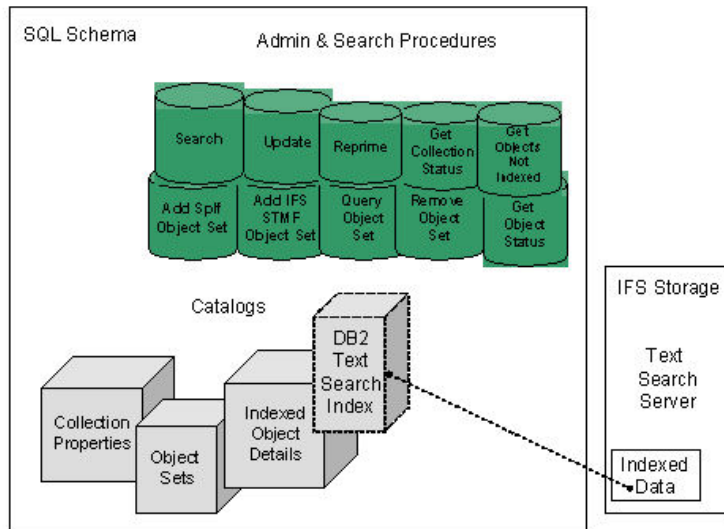 SQL Schema
Admin & Search Procedures
Search
Update
Reprime
Get
Collection
Status
Get
Objects
Not
Indexed
Add Splf
Object Set
Add IFS
STMF
Object Set
Query
Object
Set
Remove
Object
Set
Get
Object
Status
Catalogs
Collection
Properties
Object
Sets
Indexed
Object
Details
DB2
Text
Search
Index
IFS Storage
Text
Search
Server
Indexed
Data